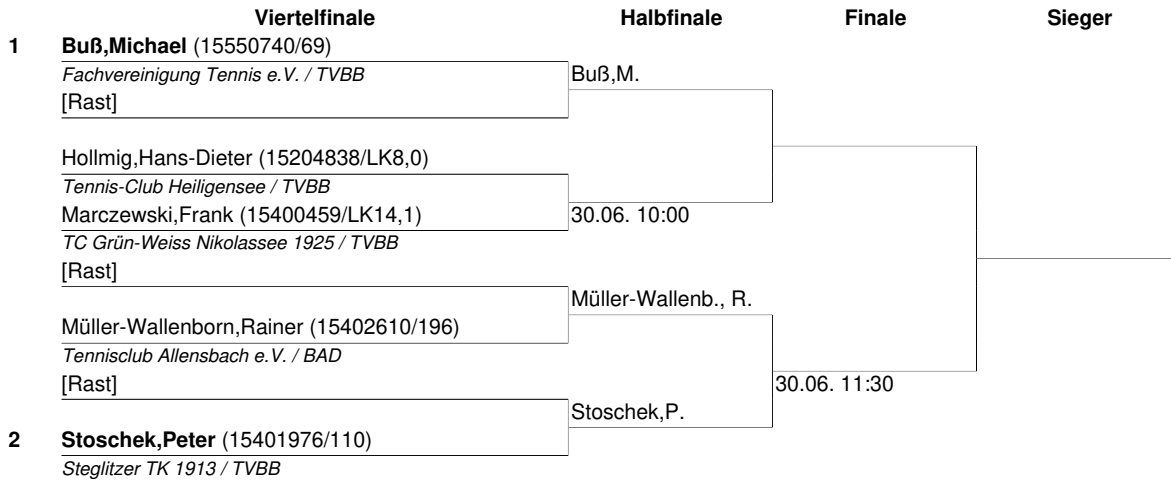 Viertelfinale Halbfinale Finale Sieger
1 Buß,Michael (15550740/69)
Fachvereinigung Tennis e.V. / TVBB Buß,M.
[Rast]
Hollmig,Hans-Dieter (15204838/LK8,0)
Tennis-Club Heiligensee / TVBB
Marczewski,Frank (15400459/LK14,1) 30.06. 10:00
TC Grün-Weiss Nikolassee 1925 / TVBB
[Rast]
Müller-Wallenb., R.
Müller-Wallenborn,Rainer (15402610/196)
Tennisclub Allensbach e.V. / BAD
[Rast] 30.06. 11:30
Stoschek,P.
2 Stoschek,Peter (15401976/110)
Steglitzer TK 1913 / TVBB